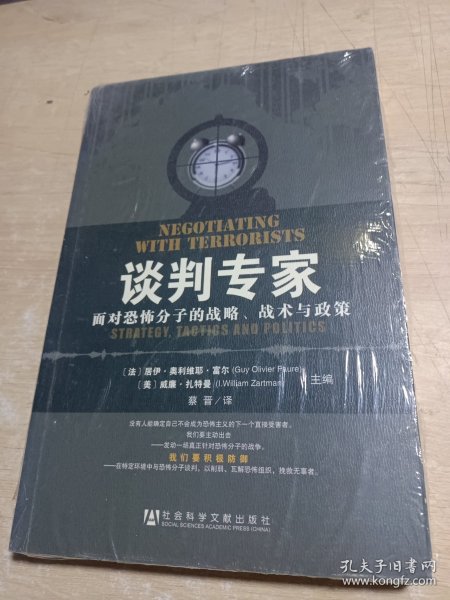 NEGOTIATING
WITH TERRORISTS
谈判专家
面对恐怖分子的战略、战术与政策
STRATEGY, TACTICS AND POLITICS
〔法〕居伊·奥利维耶·富尔 (Guy Olivier Faure)
〔美〕威廉·扎特曼 (I.William Zartman)
主编
蔡晋/译
没有人能确定自己不会成为恐怖主义的下一个直接受害者。
我们要主动出击
——发动一场真正针对恐怖分子的战争。
我们要积极防御
——在特定环境中与恐怖分子谈判，以削弱、瓦解恐怖组织，挽救无辜者。
社会科学文献出版社
SOCIAL SCIENCES ACADEMIC PRESS (CHINA)
孔夫子旧书网
www.kongfz.com